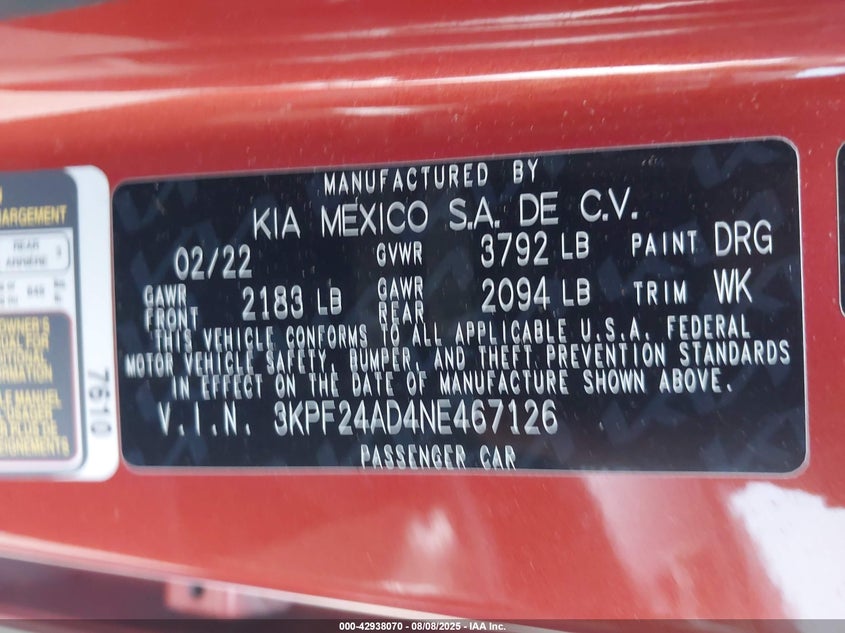 MANUFACTURED BY
KIA MEXICO S.A. DE C.V.
02/22 GVWR 3792 LB PAINT DRG
GAWR FRONT 2183 LB GAWR REAR 2094 LB TRIM WK
THIS VEHICLE CONFORMS TO ALL APPLICABLE U.S.A. FEDERAL
MOTOR VEHICLE SAFETY, BUMPER, AND THEFT PREVENTION STANDARDS
IN EFFECT ON THE DATE OF MANUFACTURE SHOWN ABOVE.
V.I.N. 3KPF24AD4NE467126
PASSENGER CAR
REAR
7610
000-42938070 - 08/08/2025 - IAA Inc.